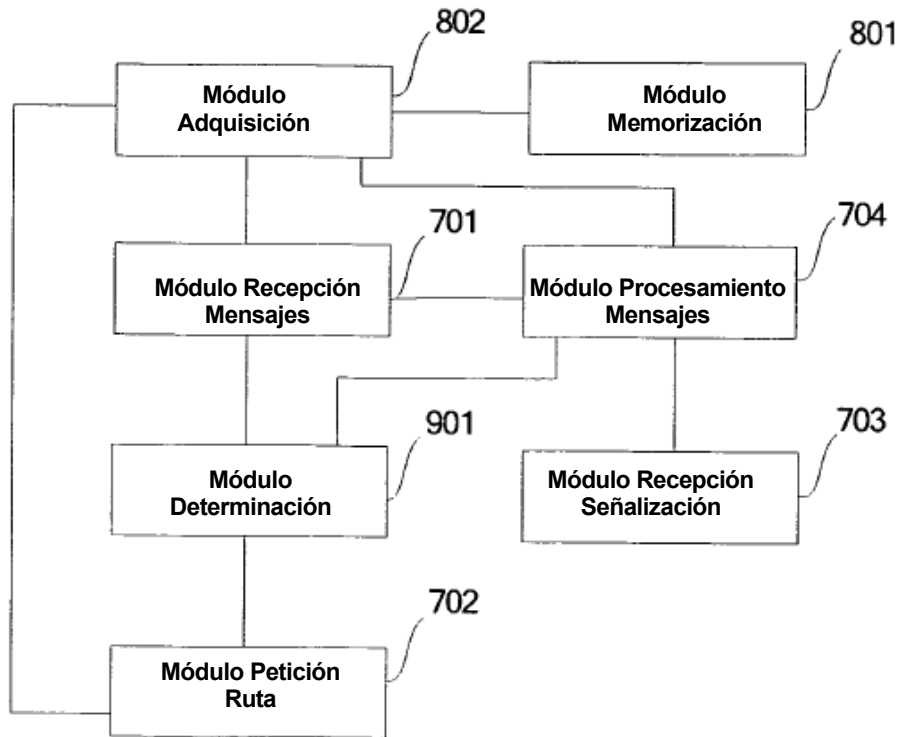 802
801
Módulo
Adquisición
Módulo
Memorización
701
704
Módulo Recepción
Mensajes
Módulo Procesamiento
Mensajes
901
703
Módulo
Determinación
Módulo Recepción
Señalización
702
Módulo Petición
Ruta